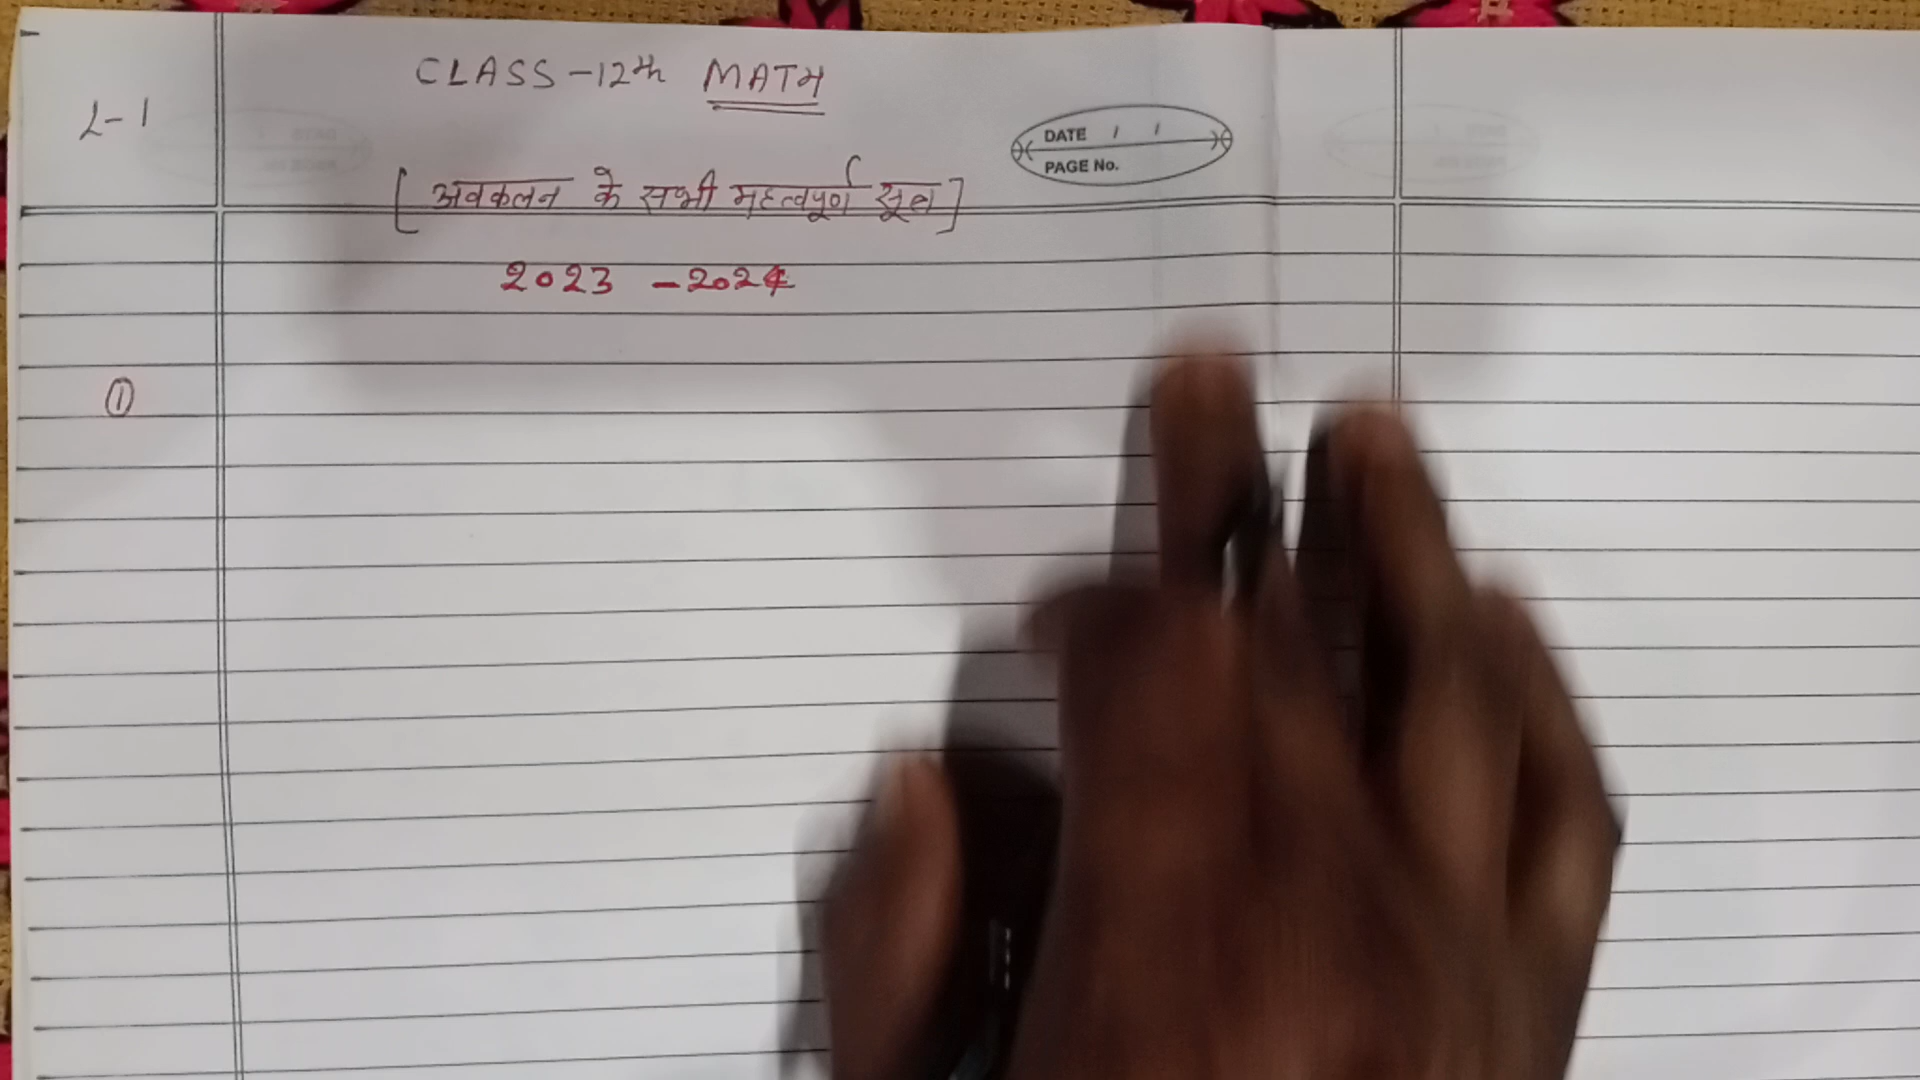 CLASS-12th MATH
L-1
DATE / /
PAGE No.
[अवकलन के सभी महत्वपूर्ण सूत्र]
2023 - 2024
①